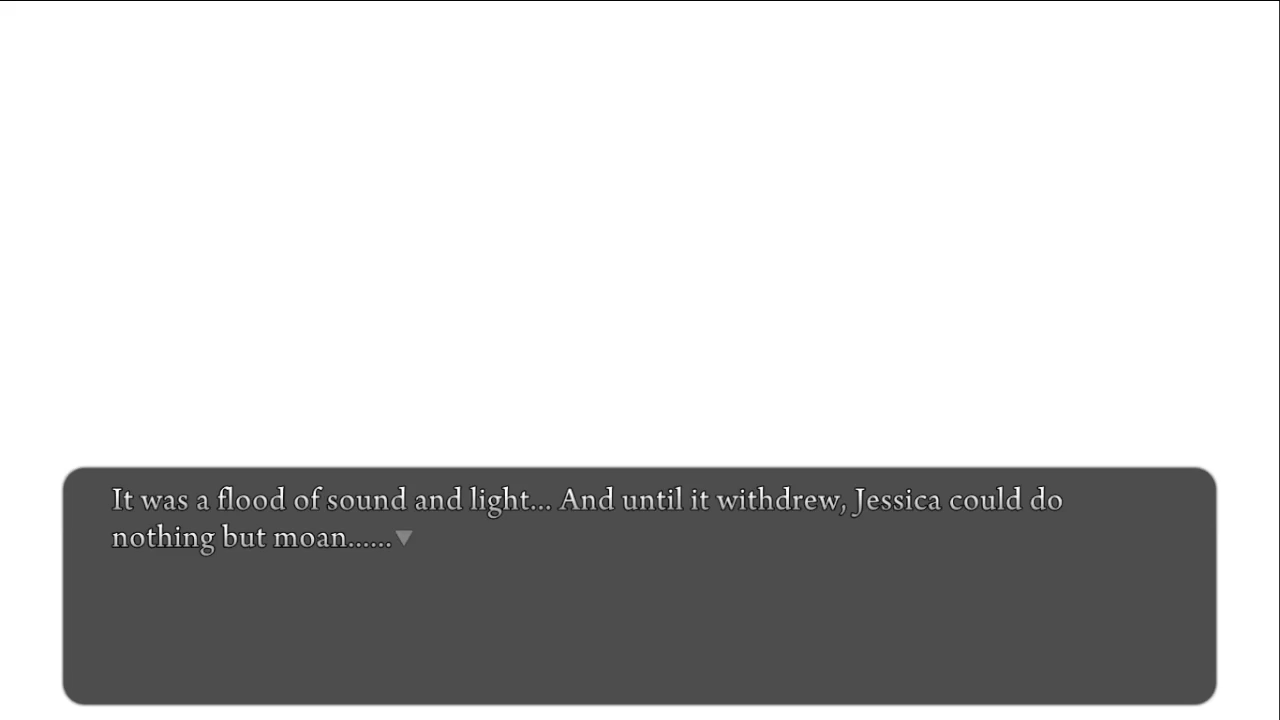 It was a flood of sound and light... And until it withdrew, Jessica could do
nothing but moan......